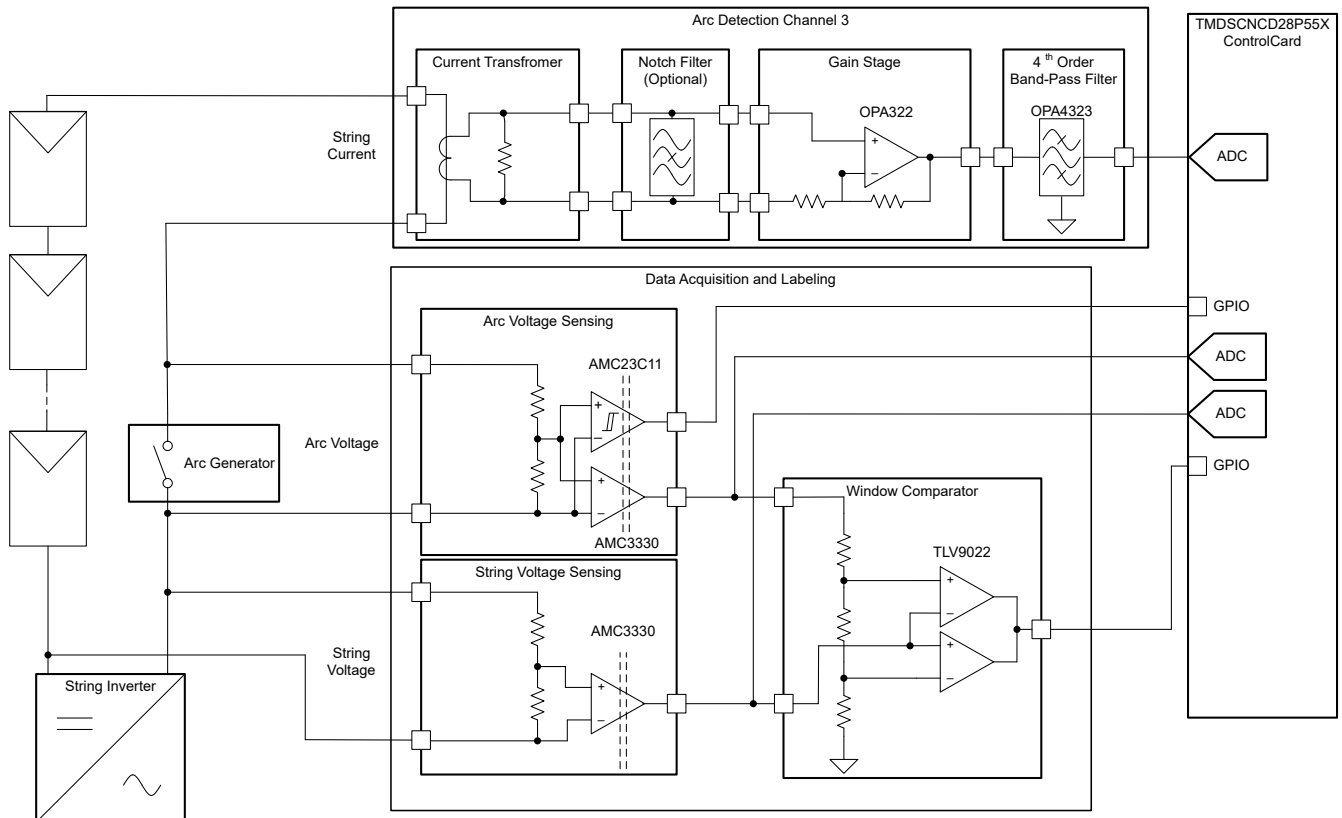 Arc Detection Channel 3
TMDSCNCD28P55X
ControlCard
Current Transfromer
Notch Filter
(Optional)
Gain Stage
4 th Order
Band-Pass Filter
OPA322
OPA4323
String
Current
ADC
Data Acquisition and Labeling
GPIO
Arc Voltage Sensing
ADC
AMC23C11
ADC
Arc Voltage
Arc Generator
GPIO
Window Comparator
AMC3330
TLV9022
String Voltage Sensing
AMC3330
String
Voltage
String Inverter